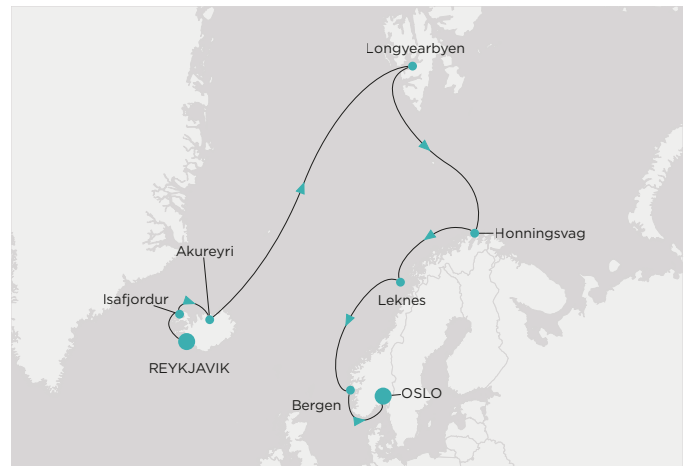 Longyearbyen
Honningsvag
Akureyri
Isafjordur
Leknes
REYKJAVIK
OSLO
Bergen